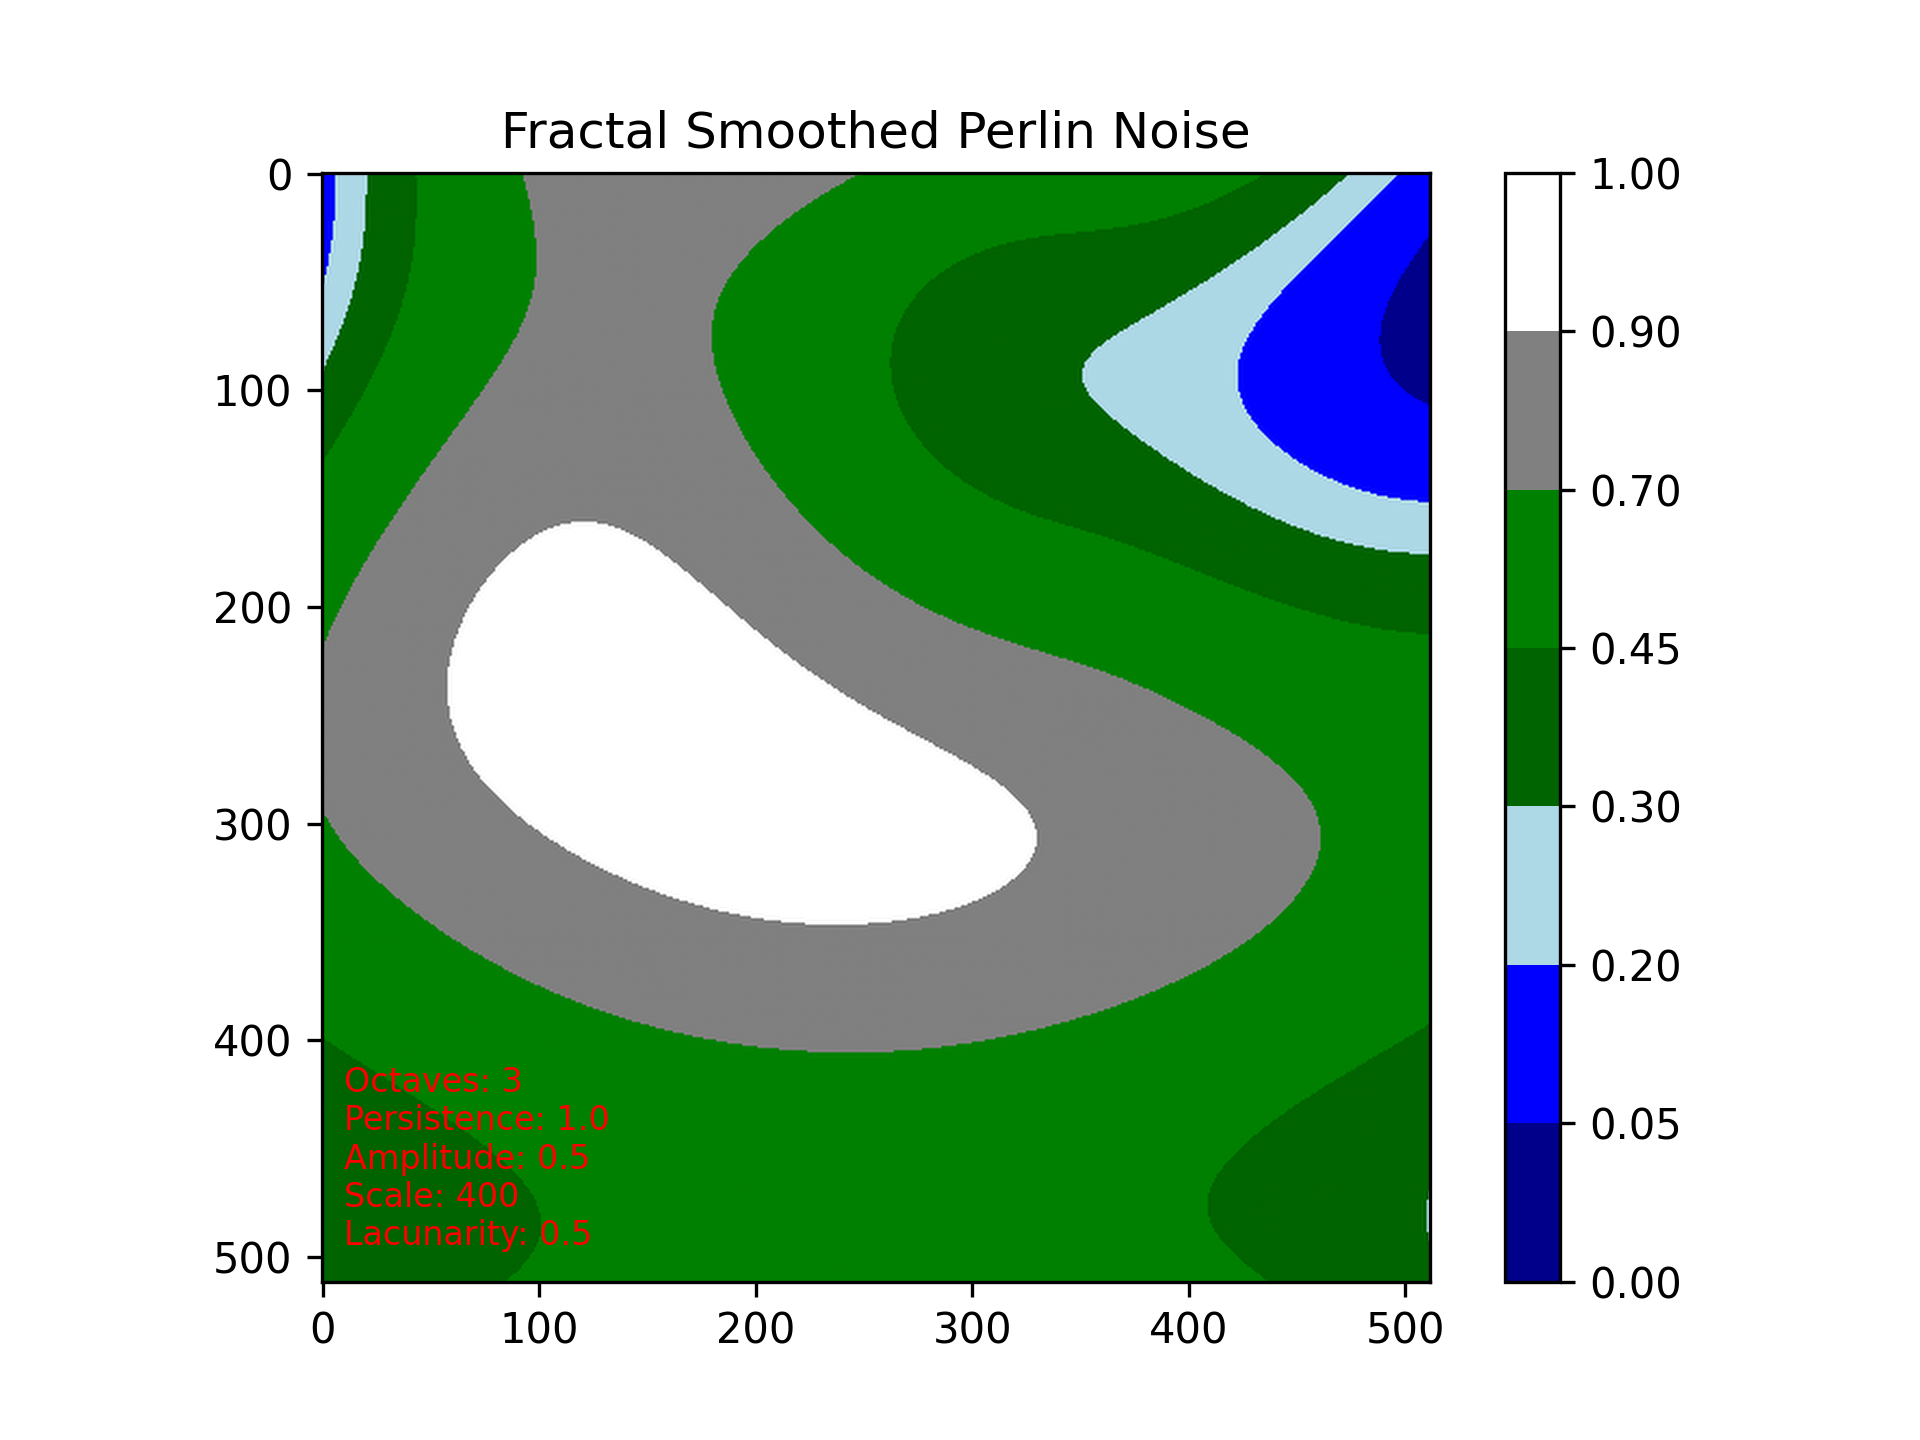 Fractal Smoothed Perlin Noise
0
100
200
300
400
500
Octaves: 3
Persistence: 1.0
Amplitude: 0.5
Scale: 400
Lacunarity: 0.5
0 100 200 300 400 500
1.00
0.90
0.70
0.45
0.30
0.20
0.05
0.00